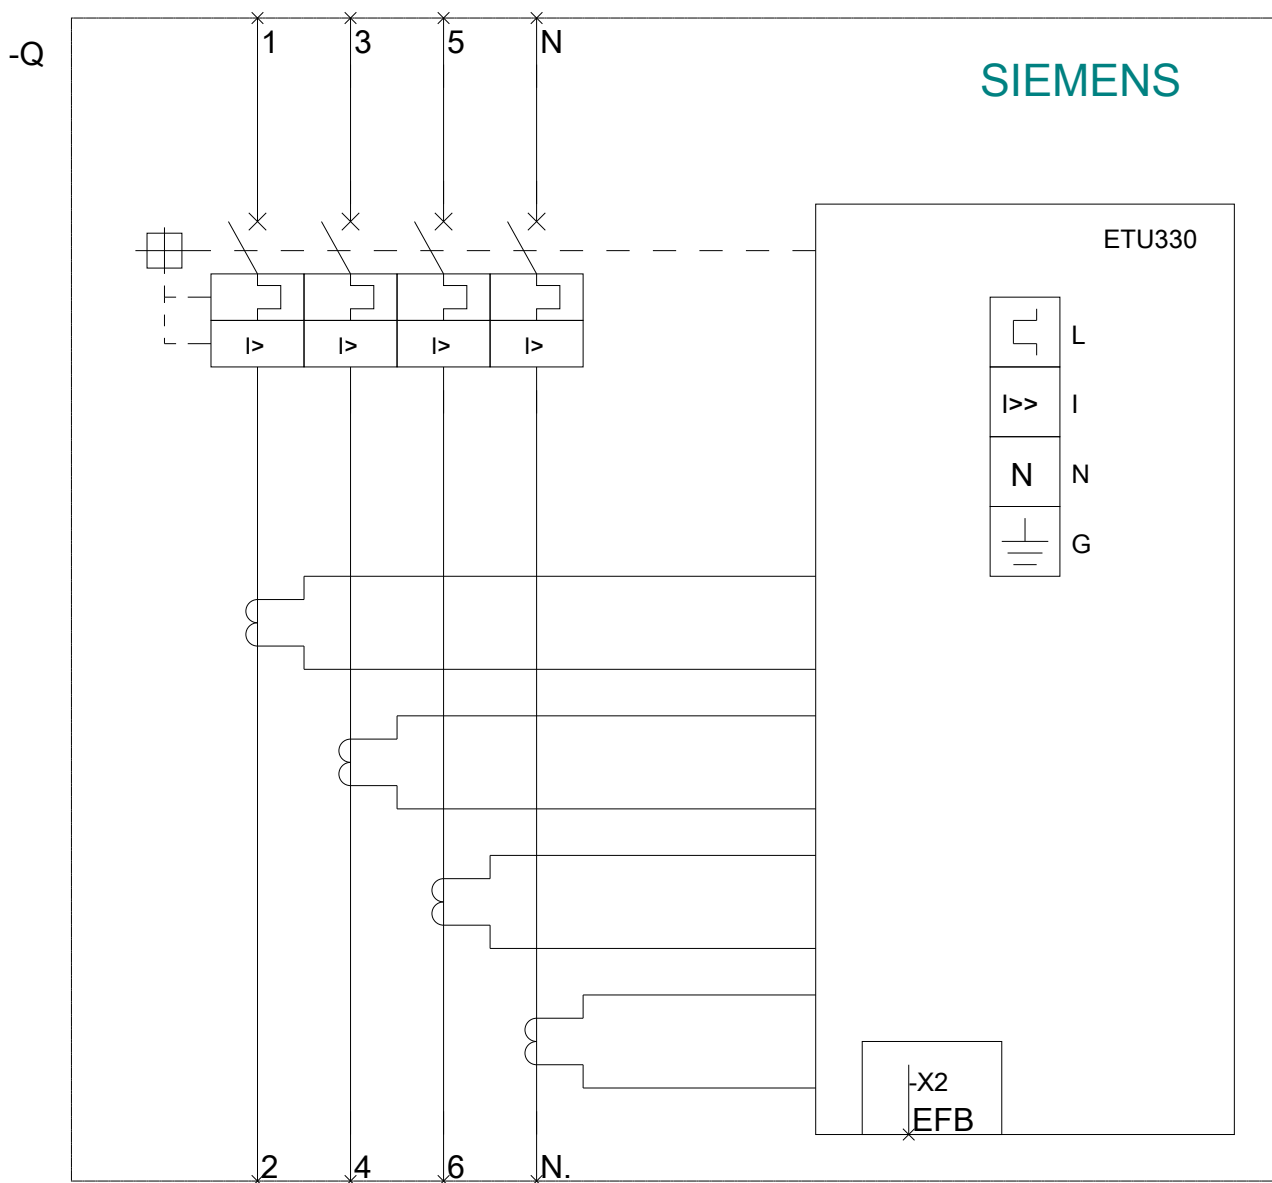 1 3 5 N
-Q
SIEMENS
ETU330
L
I> I> I> I>
I>> I
N N
G
-X2
EFB
2 4 6 N.